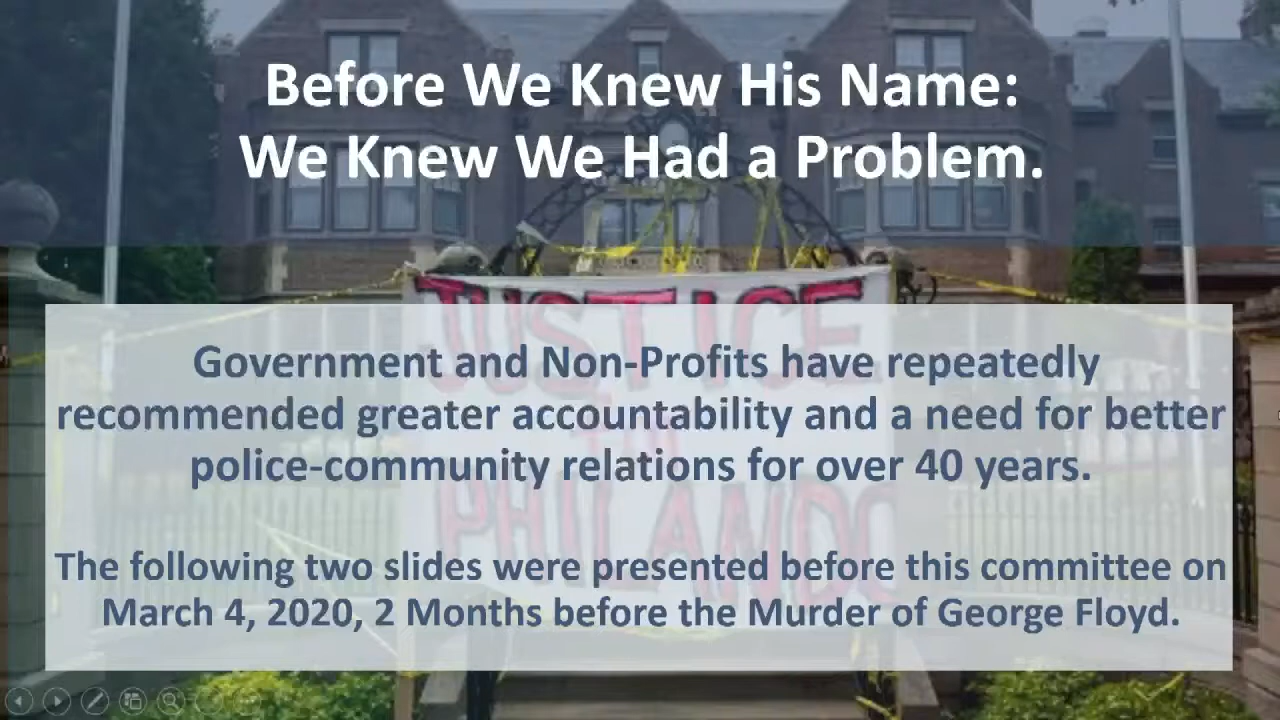 Before We Knew His Name:
We Knew We Had a Problem.
JUSTICE
Government and Non-Profits have repeatedly
recommended greater accountability and a need for better
police-community relations for over 40 years.
PHILANDO
The following two slides were presented before this committee on
March 4, 2020, 2 Months before the Murder of George Floyd.